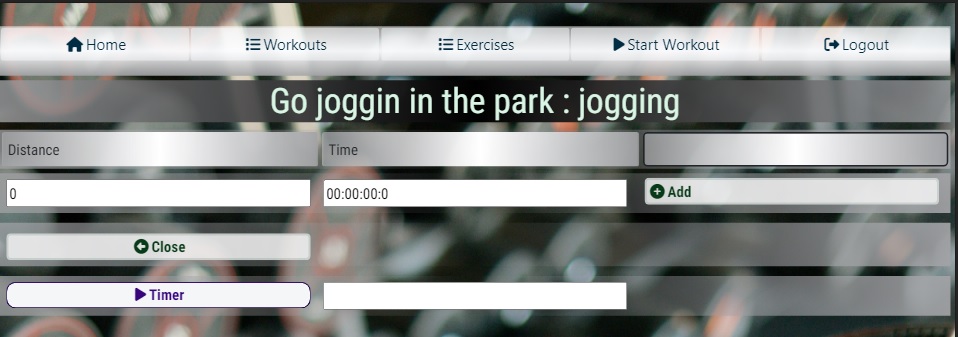 Home Workouts Exercises Start Workout Logout
Go joggin in the park : jogging
Distance Time
0 00:00:00:0 Add
Close
Timer